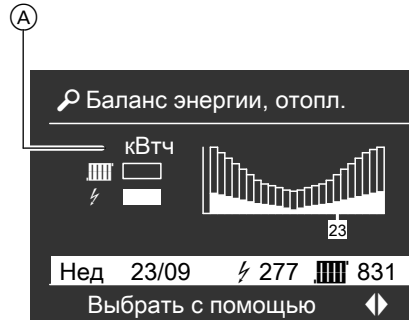 A
Баланс энергии, отопл.
кВтч
23
Нед 23/09 277 831
Выбрать с помощью